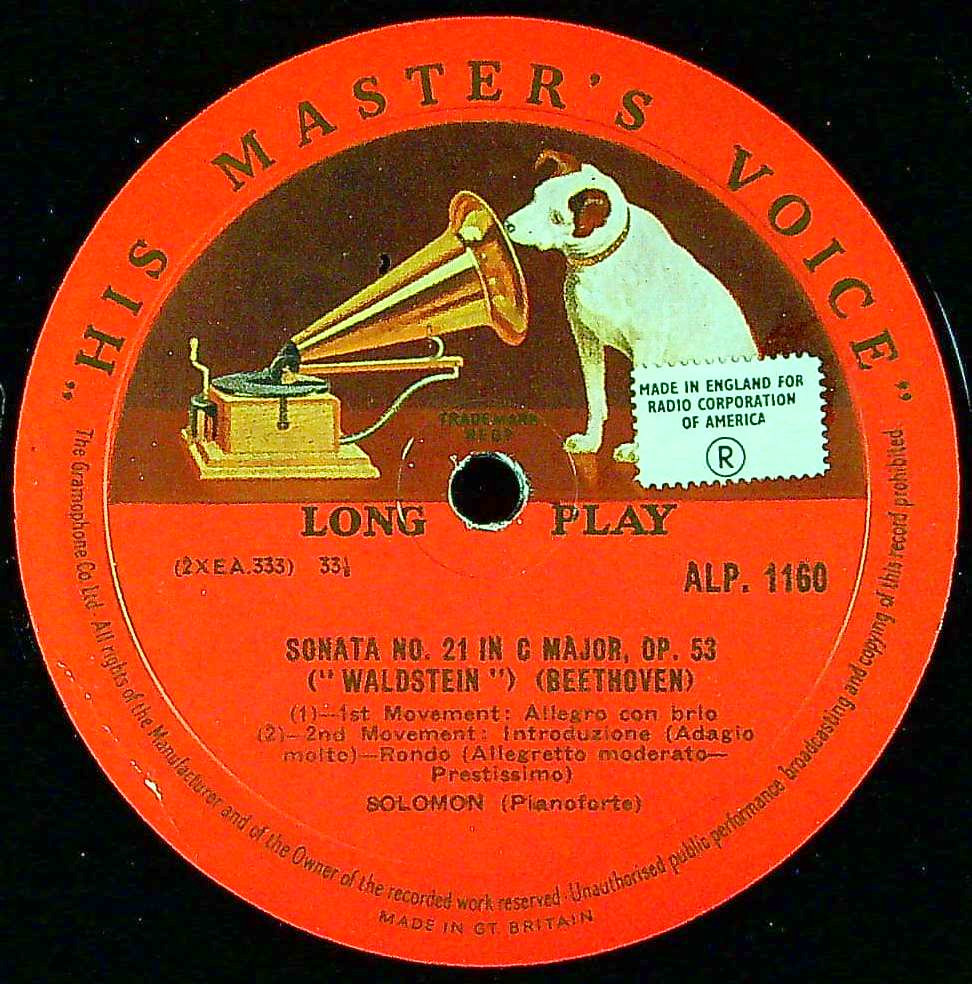 "HIS MASTER'S VOICE"
MADE IN ENGLAND FOR
RADIO CORPORATION
OF AMERICA
®
TRADE MARK
LONG PLAY
(2XEA.333) 33⅓
ALP. 1160
SONATA NO. 21 IN C MAJOR, OP. 53
("WALDSTEIN") (BEETHOVEN)
(1)—1st Movement: Allegro con brio
(2)—2nd Movement: Introduzione (Adagio
molto)—Rondo (Allegretto moderato—
Prestissimo)
SOLOMON (Pianoforte)
The Gramophone Co Ltd · All rights of the Manufacturer and of the Owner of the recorded work reserved · Unauthorised public performance broadcasting and copying of this record prohibited
MADE IN GT. BRITAIN